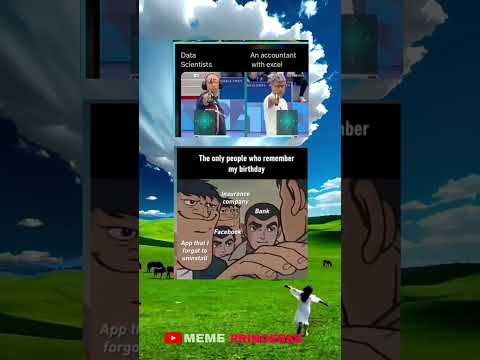 Data
Scientists
An accountant
with excel
The only people who remember
my birthday
Insurance
company
Bank
Facebook
App that I
forgot to
uninstall
MEME